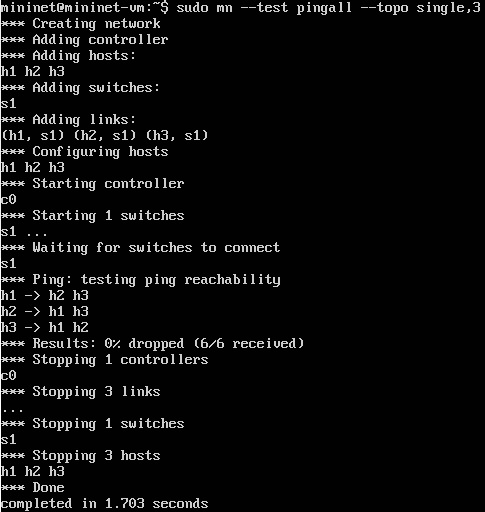 mininet@mininet-vm:~$ sudo mn --test pingall --topo single,3
*** Creating network
*** Adding controller
*** Adding hosts:
h1 h2 h3
*** Adding switches:
s1
*** Adding links:
(h1, s1) (h2, s1) (h3, s1)
*** Configuring hosts
h1 h2 h3
*** Starting controller
c0
*** Starting 1 switches
s1 ...
*** Waiting for switches to connect
s1
*** Ping: testing ping reachability
h1 -> h2 h3
h2 -> h1 h3
h3 -> h1 h2
*** Results: 0% dropped (6/6 received)
*** Stopping 1 controllers
c0
*** Stopping 3 links
...
*** Stopping 1 switches
s1
*** Stopping 3 hosts
h1 h2 h3
*** Done
completed in 1.703 seconds